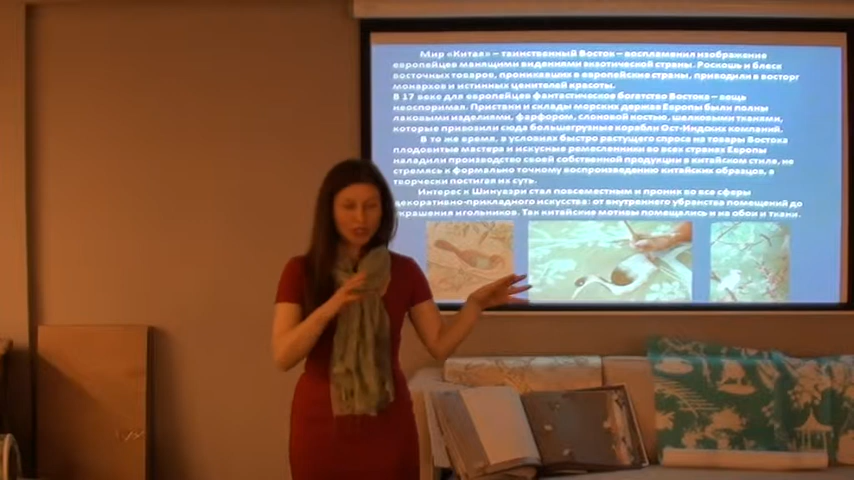 Мир «Китая» – таинственный Восток – воспламенил изображение
европейцев манящими видениями экзотической страны. Роскошь и блеск
восточных товаров, проникавших в европейские страны, приводили в восторг
монархов и истинных ценителей красоты.
В 17 веке для европейцев фантастическое богатство Востока – вещь
неоспоримая. Пристани и склады морских держав Европы были полны
лаковыми изделиями, фарфором, слоновой костью, шелковыми тканями,
которые привозили сюда большегрузные корабли Ост-Индских компаний.
В то же время, в условиях быстро растущего спроса на товары Востока
плодовитые мастера и искусные ремесленники во всех странах Европы
наладили производство своей собственной продукции в китайском стиле, не
стремясь к формально точному воспроизведению китайских образцов, а
творчески постигая их суть.
Интерес к Шинуазри стал повсеместным и проник во все сферы
декоративно-прикладного искусства: от внутреннего убранства помещений до
украшения игольников. Так китайские мотивы помещались и на обои и ткани.